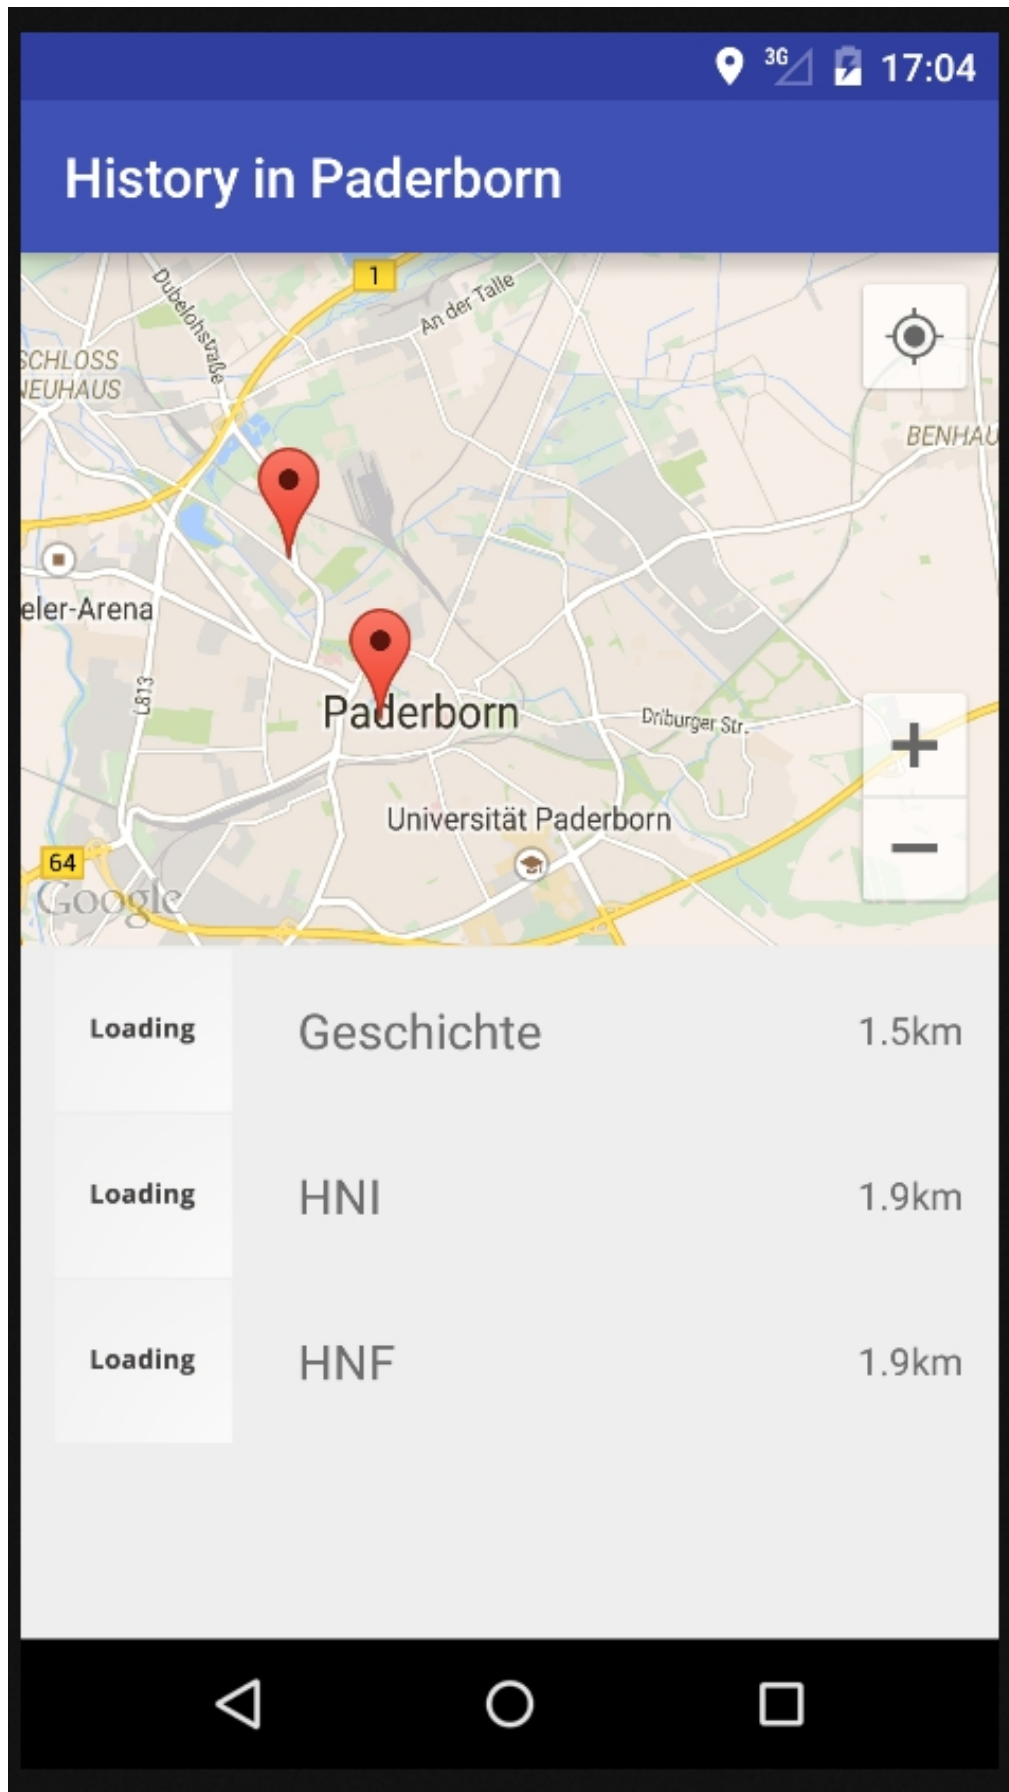 3G 17:04
History in Paderborn
1
Dubelohstraße
An der Talle
SCHLOSS
NEUHAUS
BENHAU
eler-Arena
L813
Paderborn
Driburger Str.
Universität Paderborn
64
Google
Loading Geschichte 1.5km
Loading HNI 1.9km
Loading HNF 1.9km